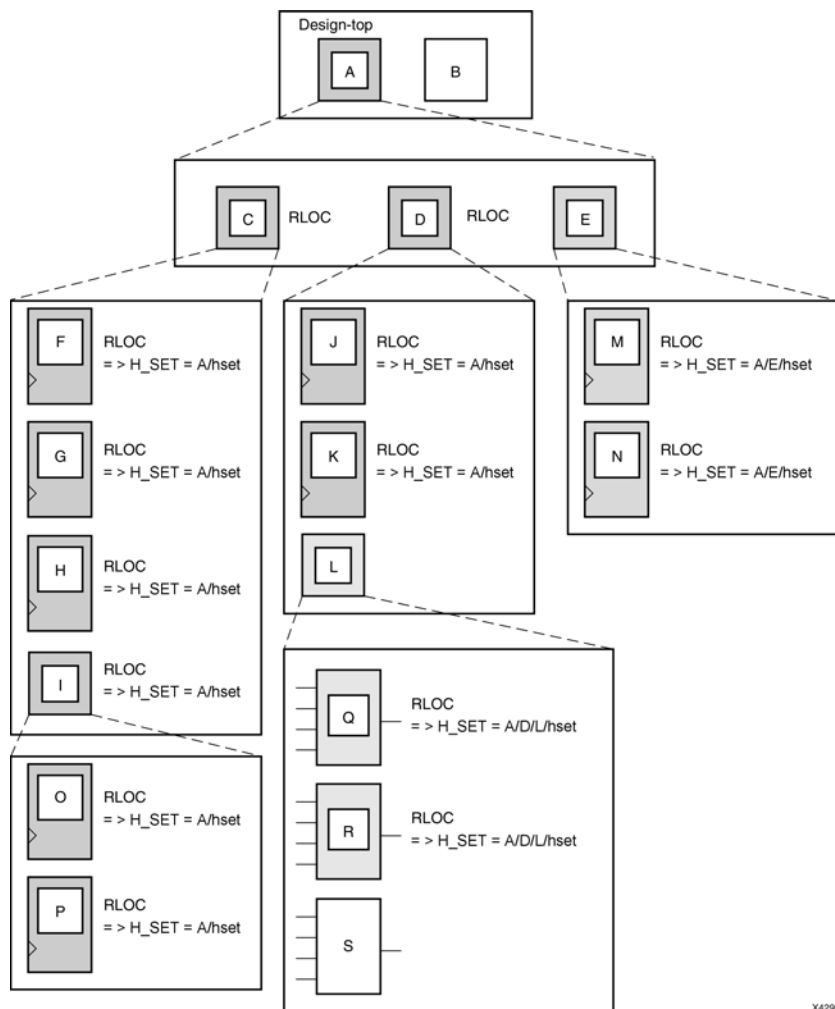 Design-top
A
B
C
RLOC
D
RLOC
E
F
RLOC
= > H_SET = A/hset
G
RLOC
= > H_SET = A/hset
H
RLOC
= > H_SET = A/hset
I
RLOC
= > H_SET = A/hset
J
RLOC
= > H_SET = A/hset
K
RLOC
= > H_SET = A/hset
L
M
RLOC
= > H_SET = A/E/hset
N
RLOC
= > H_SET = A/E/hset
O
RLOC
= > H_SET = A/hset
P
RLOC
= > H_SET = A/hset
Q
RLOC
= > H_SET = A/D/L/hset
R
RLOC
= > H_SET = A/D/L/hset
S